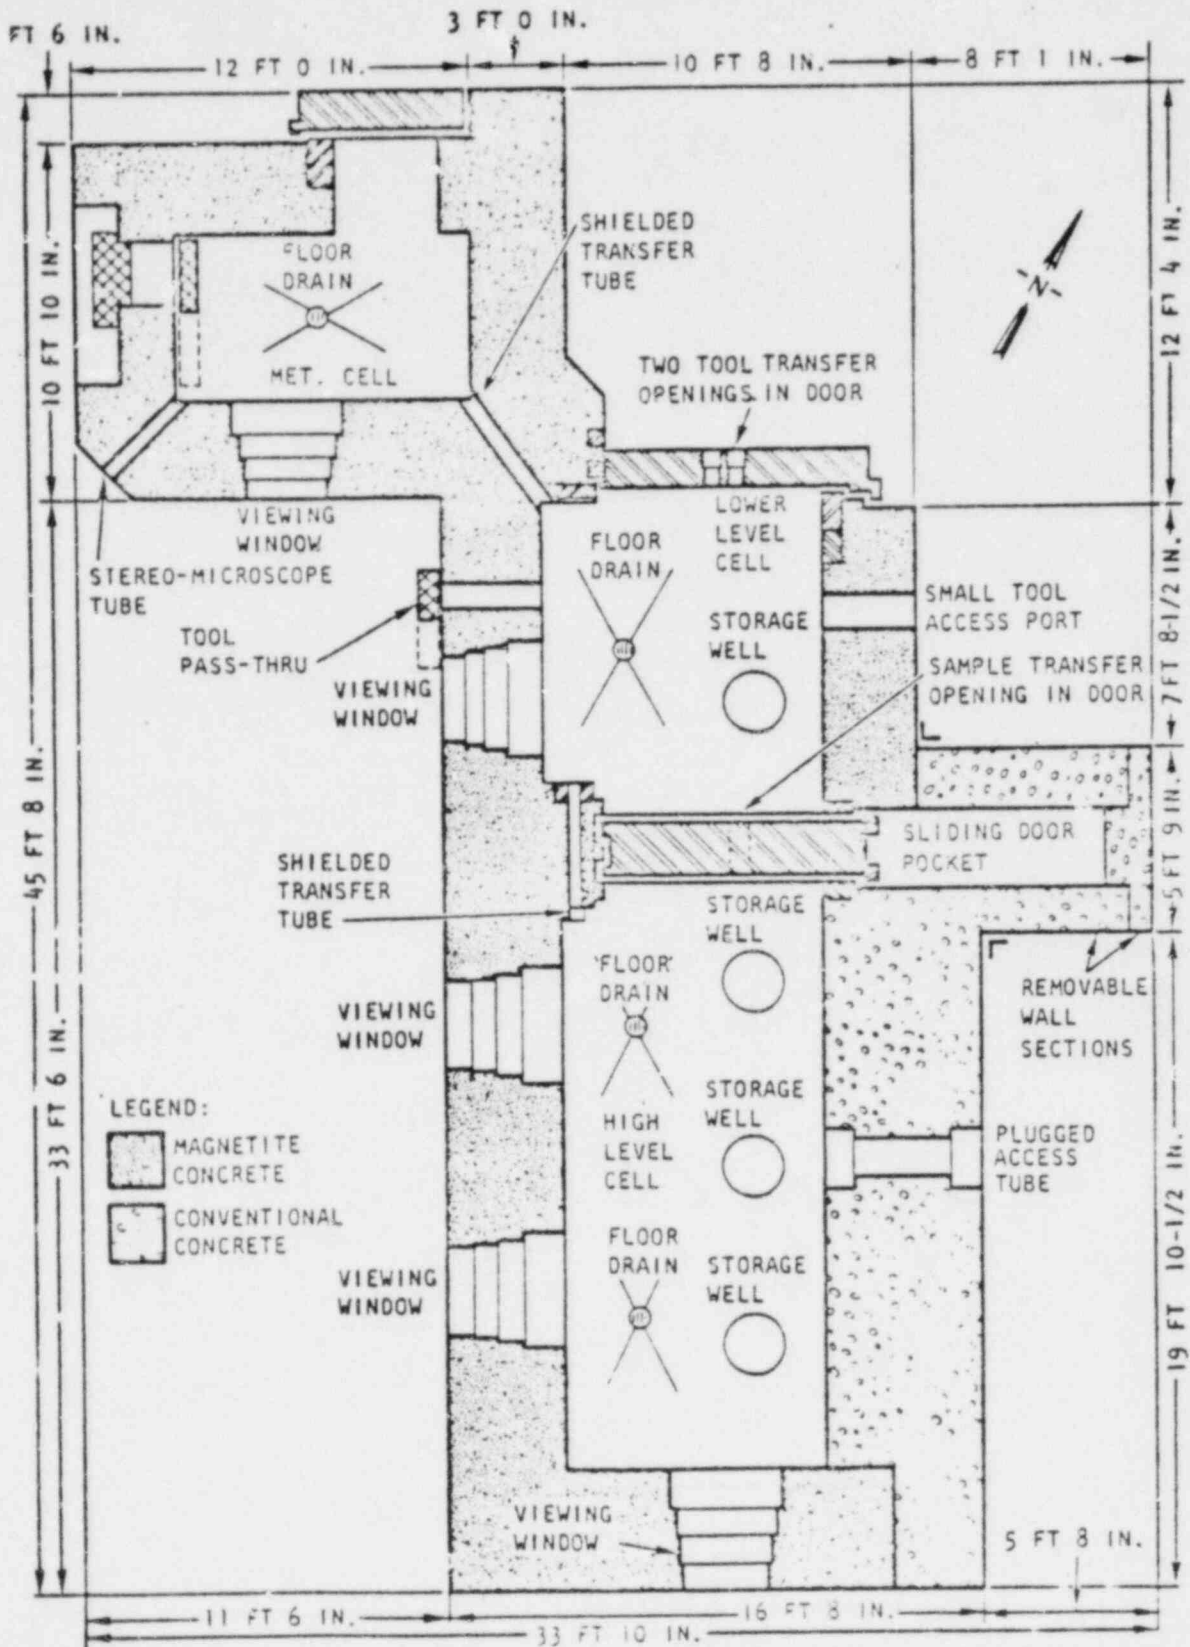 3 FT 0 IN.
FT 6 IN.
12 FT 0 IN.
10 FT 8 IN.
8 FT 1 IN.
SHIELDED
TRANSFER
TUBE
FLOOR
DRAIN
MET. CELL
N
10 FT 10 IN.
12 FT 4 IN.
TWO TOOL TRANSFER
OPENINGS IN DOOR
VIEWING
WINDOW
STEREO-MICROSCOPE
TUBE
TOOL
PASS-THRU
FLOOR
DRAIN
LOWER
LEVEL
CELL
STORAGE
WELL
SMALL TOOL
ACCESS PORT
SAMPLE TRANSFER
OPENING IN DOOR
7 FT 8-1/2 IN.
VIEWING
WINDOW
45 FT 8 IN.
33 FT 6 IN.
SHIELDED
TRANSFER
TUBE
SLIDING DOOR
POCKET
5 FT 9 IN.
STORAGE
WELL
FLOOR
DRAIN
VIEWING
WINDOW
REMOVABLE
WALL
SECTIONS
LEGEND:
MAGNETITE
CONCRETE
CONVENTIONAL
CONCRETE
HIGH
LEVEL
CELL
STORAGE
WELL
PLUGGED
ACCESS
TUBE
19 FT 10-1/2 IN.
FLOOR
DRAIN
STORAGE
WELL
VIEWING
WINDOW
VIEWING
WINDOW
5 FT 8 IN.
11 FT 6 IN.
16 FT 8 IN.
33 FT 10 IN.